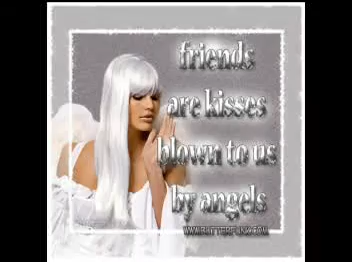 friends
are kisses
blown to us
by angels